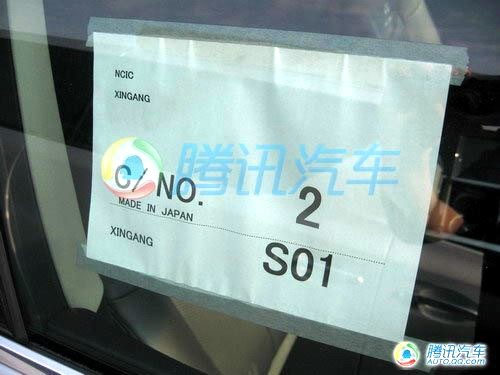 NCIC
XINGANG
腾讯汽车
C/NO. 2
MADE IN JAPAN
XINGANG S01
腾讯汽车
AUTO.QQ.COM